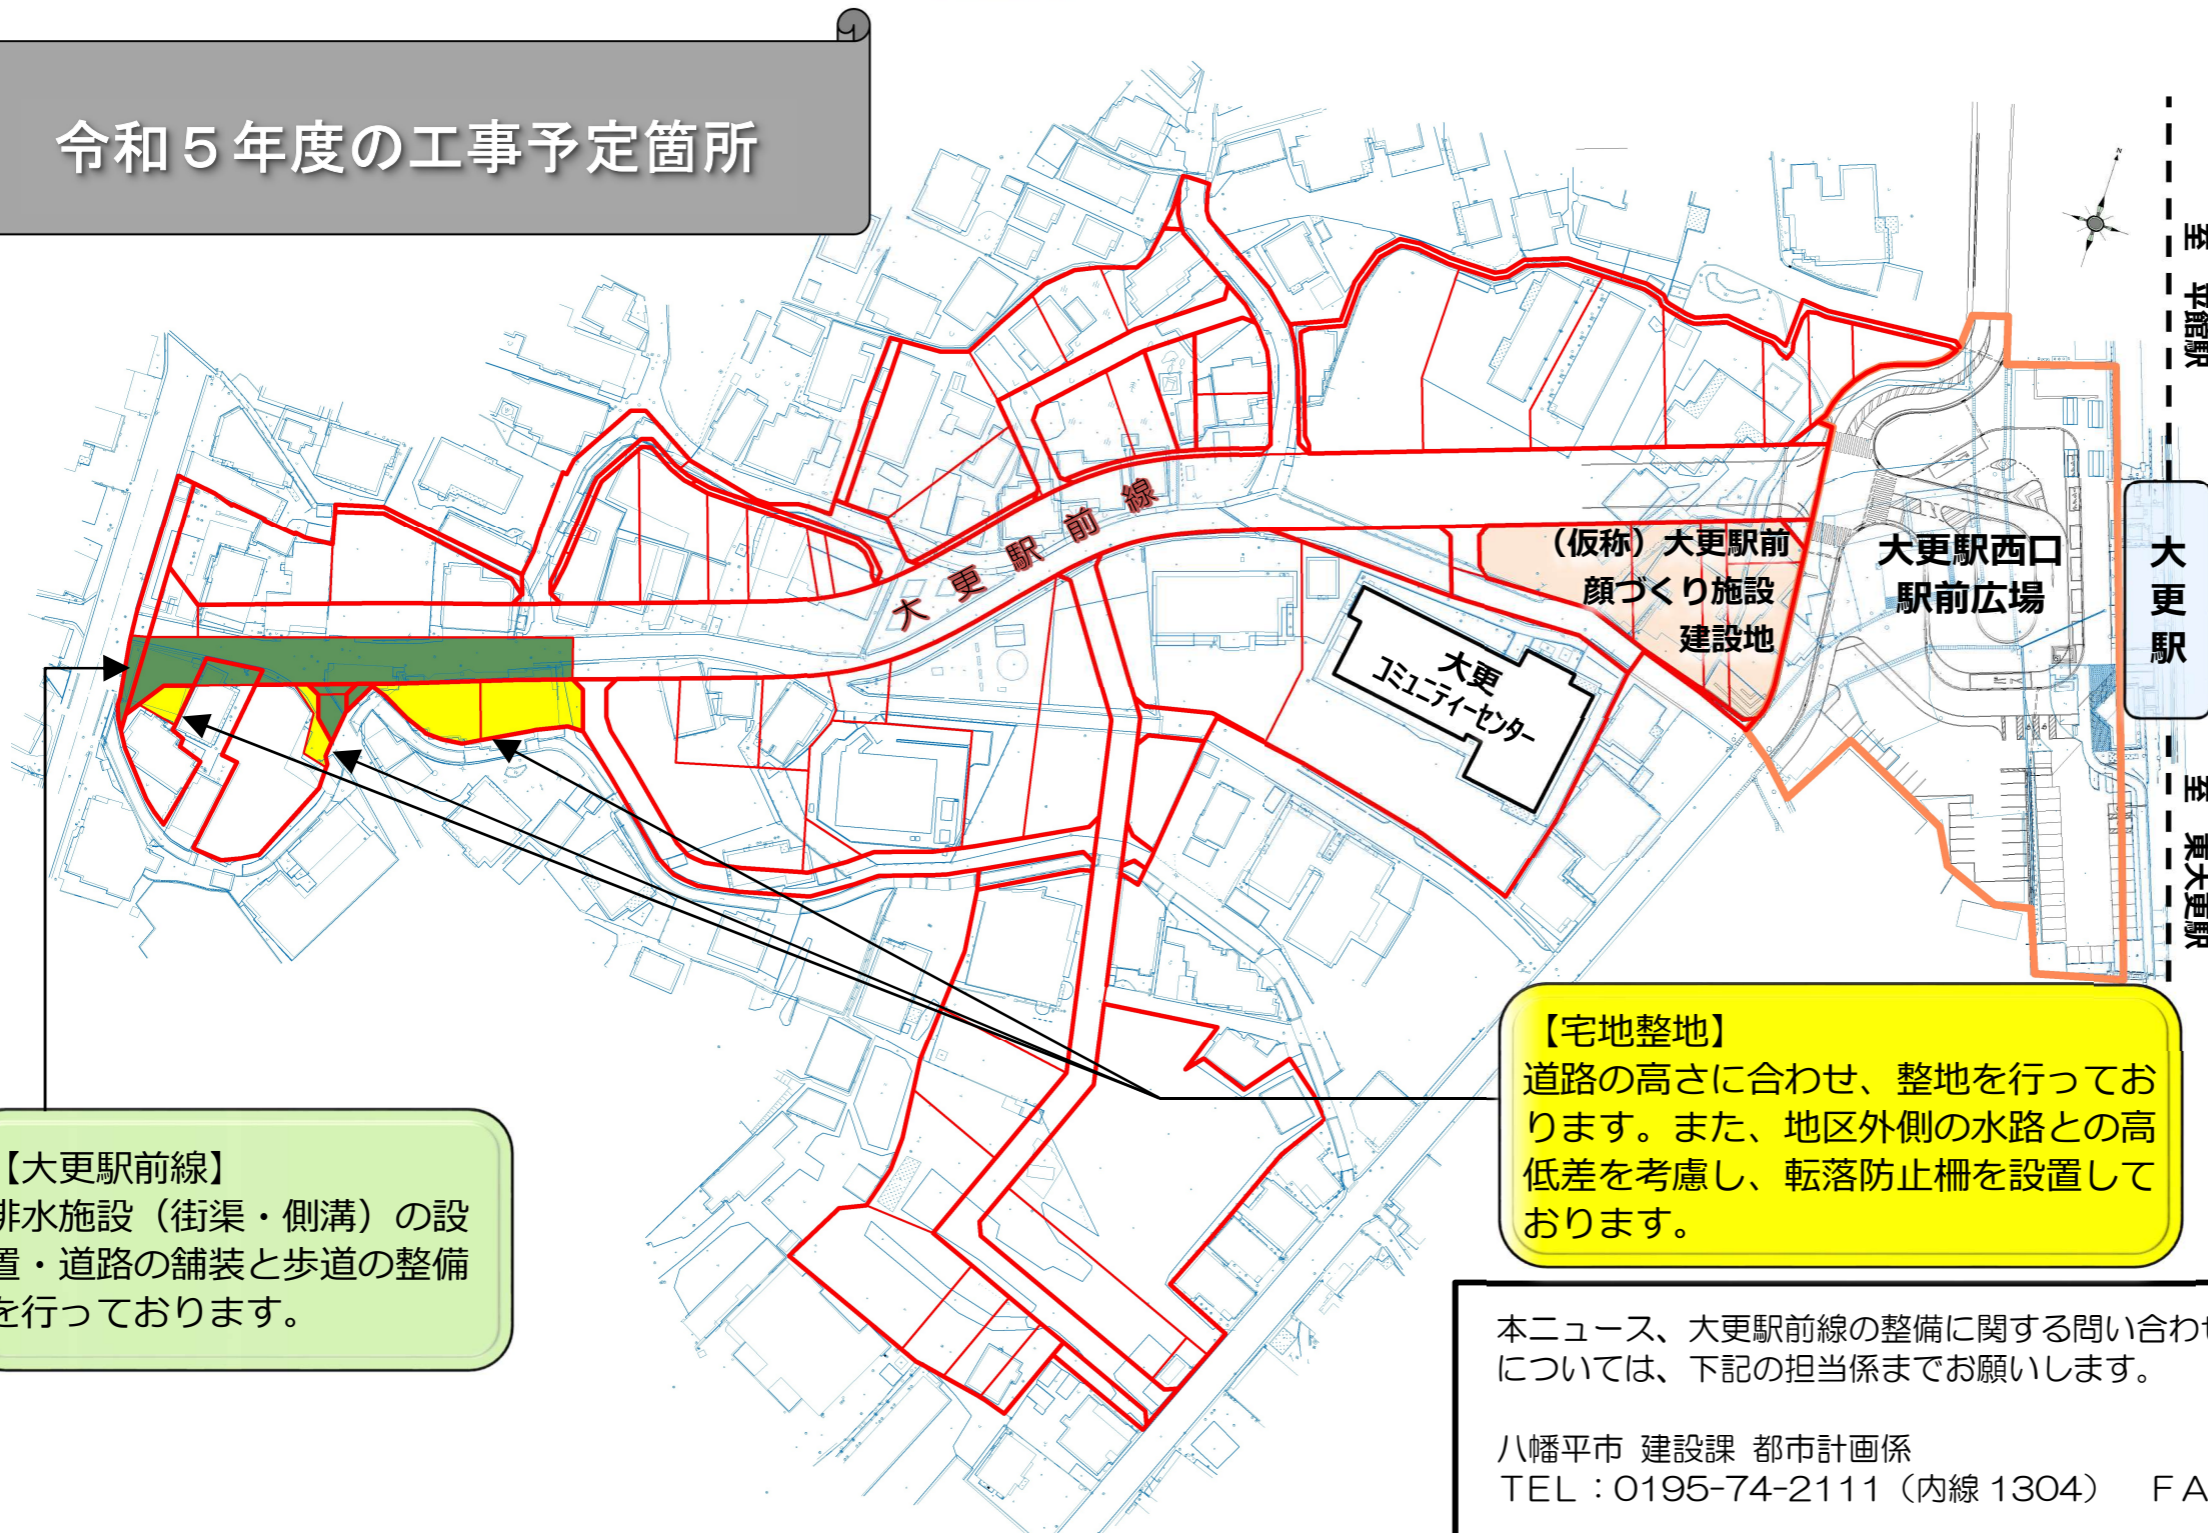 令和５年度の工事予定箇所
N
至 平館駅
大更駅前線
（仮称）大更駅前
顔づくり施設
建設地
大更駅西口
駅前広場
大更駅
大更
コミュニティーセンター
至 東大更駅
【宅地整地】
道路の高さに合わせ、整地を行ってお
ります。また、地区外側の水路との高
低差を考慮し、転落防止柵を設置して
おります。
【大更駅前線】
排水施設（街渠・側溝）の設
置・道路の舗装と歩道の整備
を行っております。
本ニュース、大更駅前線の整備に関する問い合わせ
については、下記の担当係までお願いします。
八幡平市 建設課 都市計画係
ＴＥＬ：0195-74-2111（内線 1304） ＦＡ